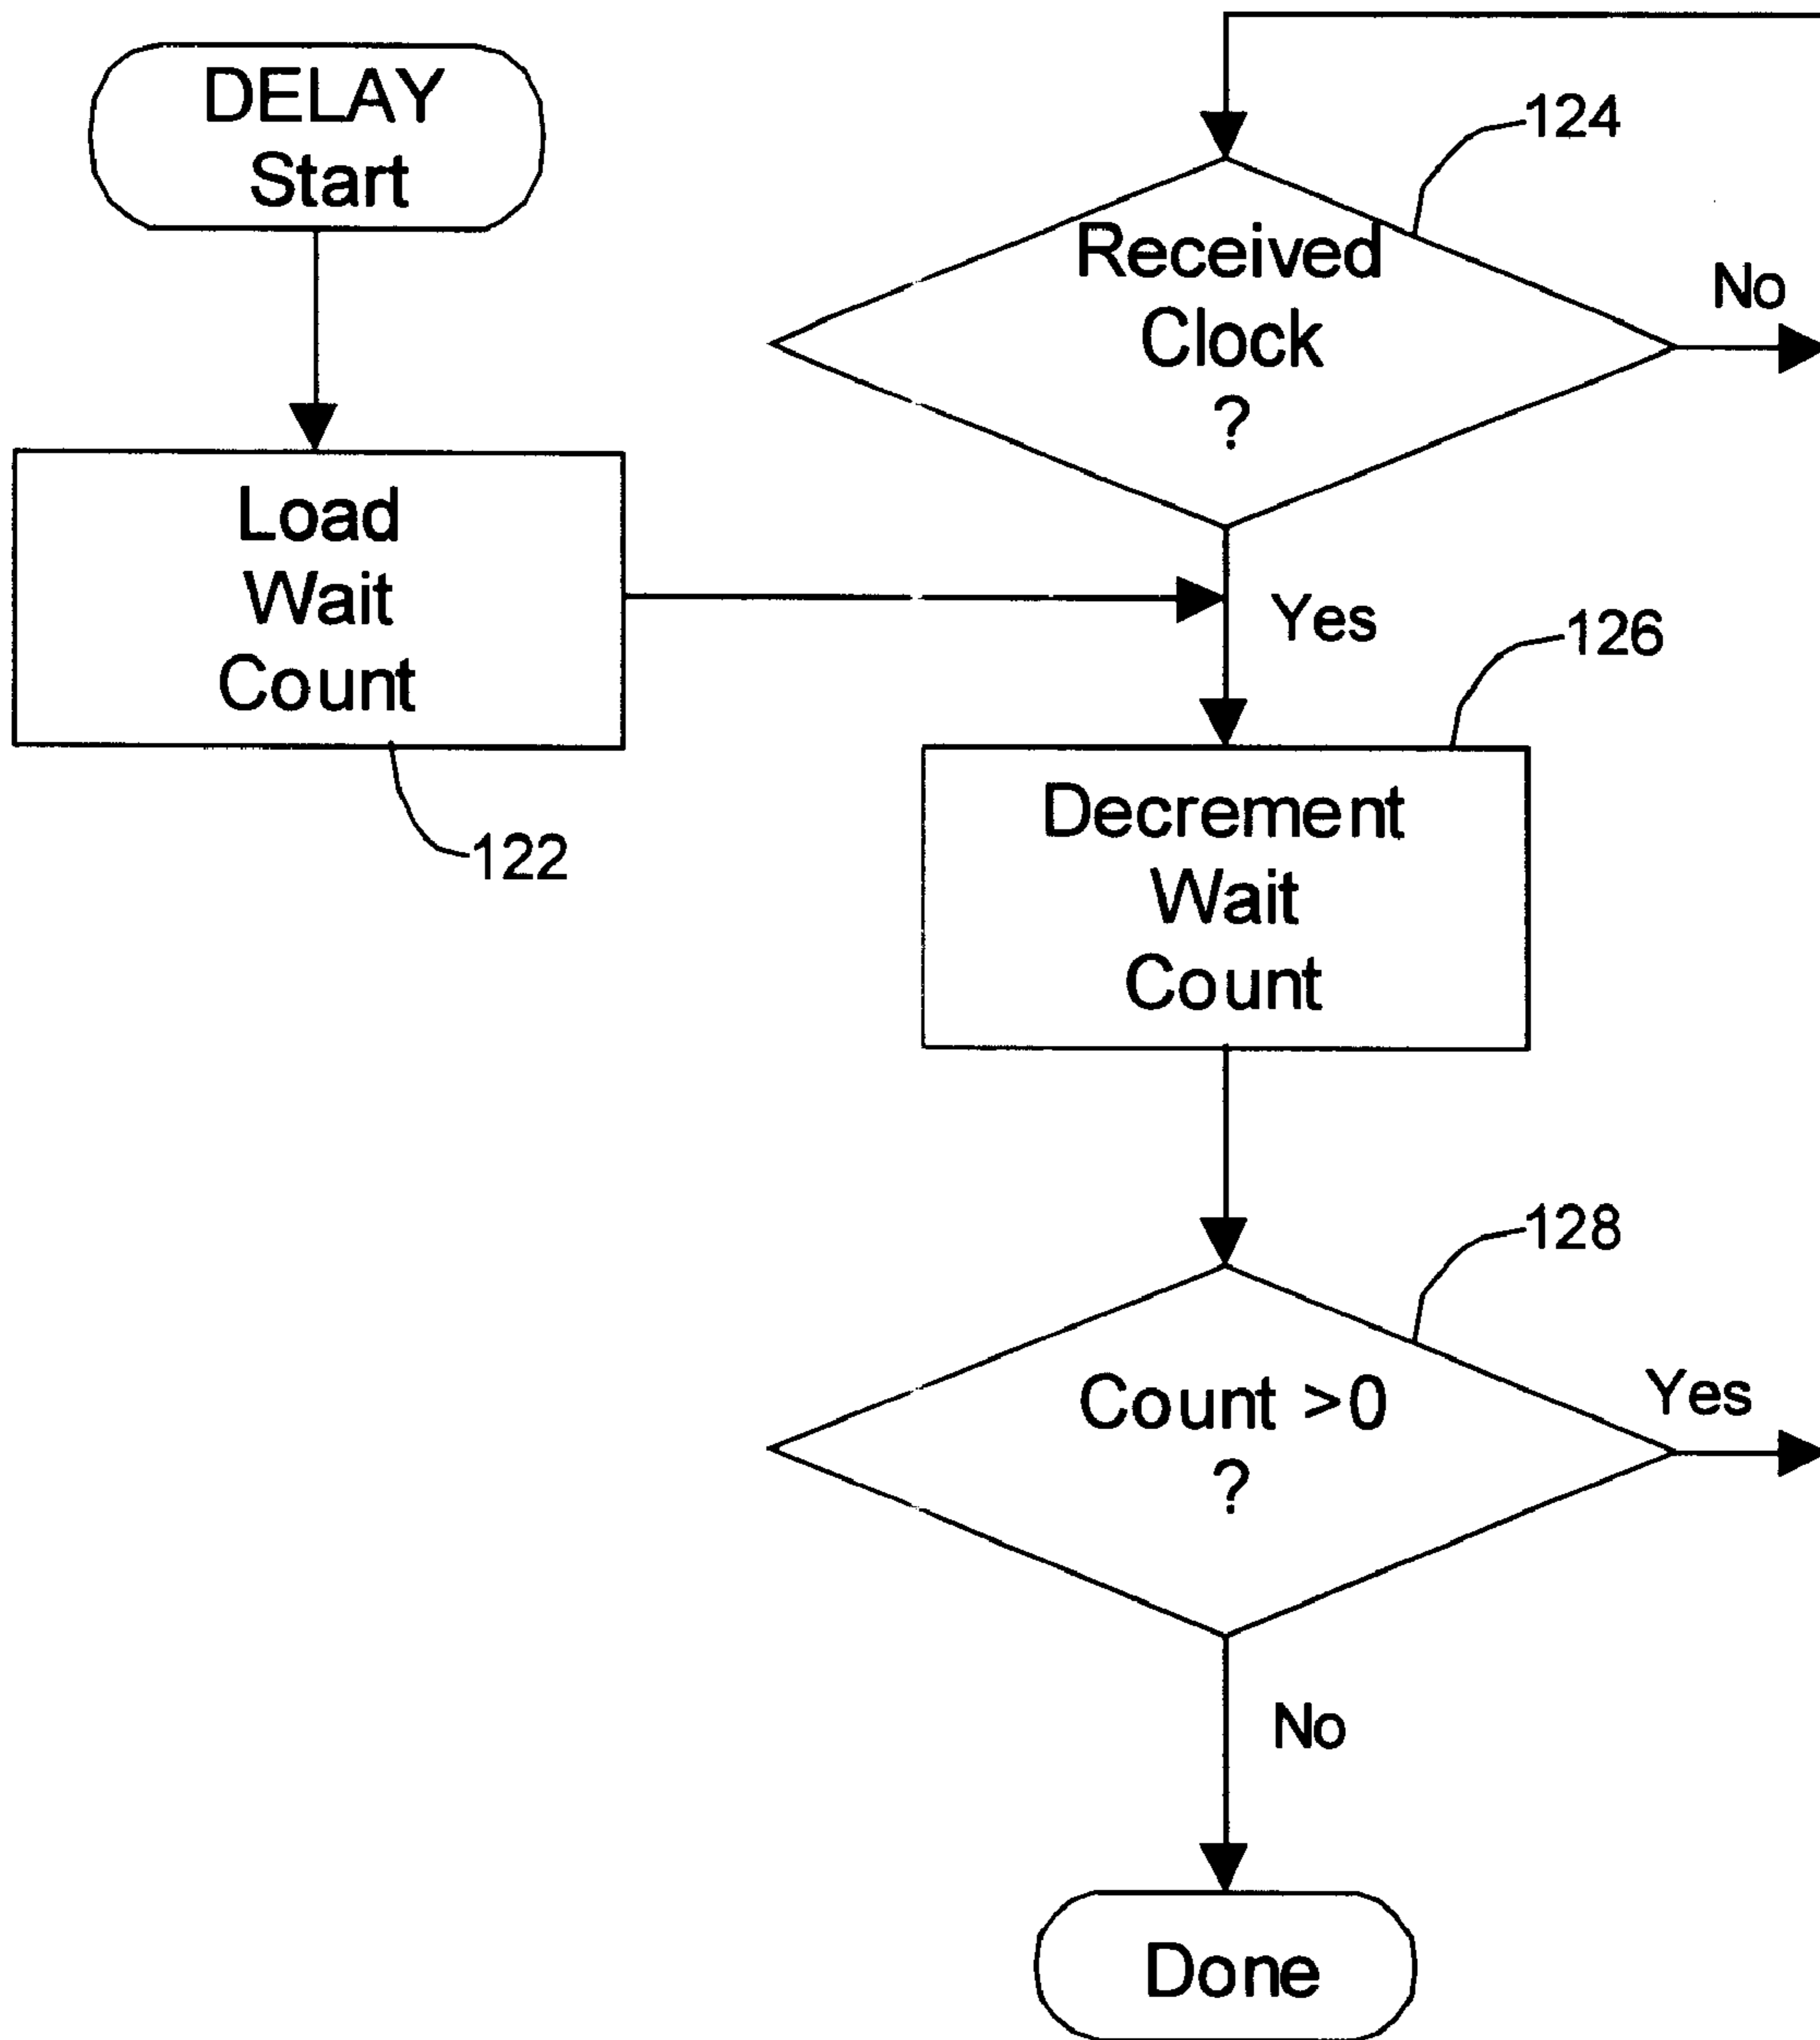 DELAY
Start
Load
Wait
Count
122
Received
Clock
?
124
No
Yes
126
Decrement
Wait
Count
128
Count >0
?
Yes
No
Done